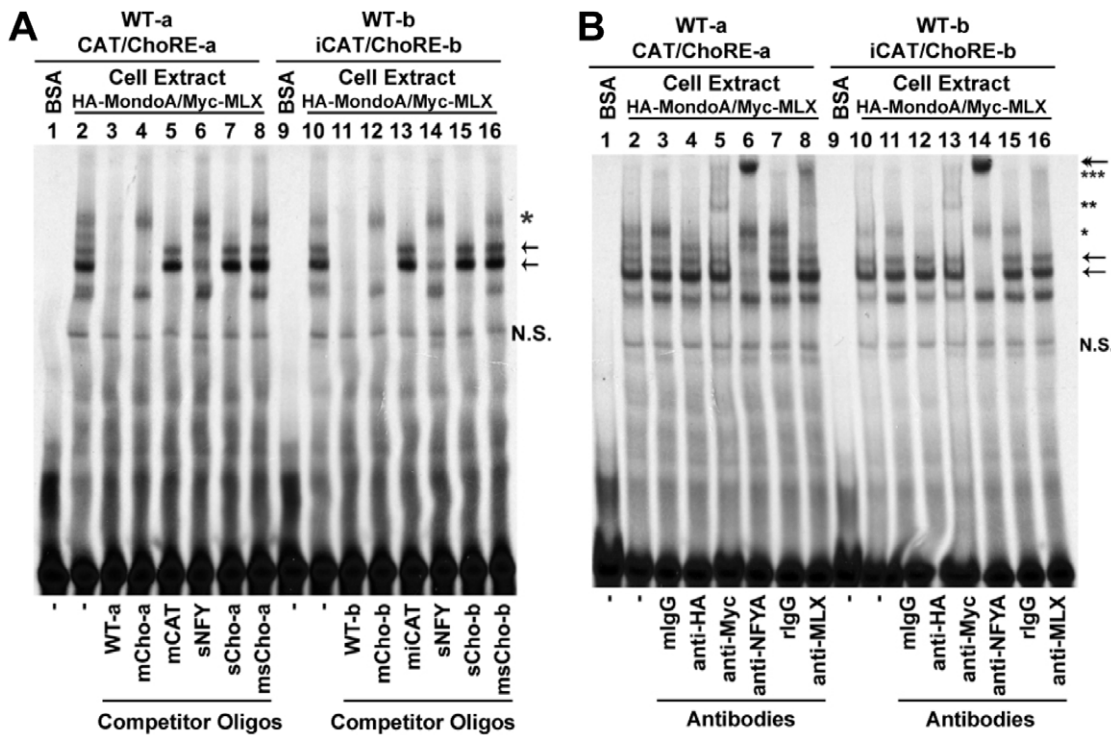 A
WT-a
CAT/ChoRE-a
WT-b
iCAT/ChoRE-b
BSA
Cell Extract
HA-MondoA/Myc-MLX
BSA
Cell Extract
HA-MondoA/Myc-MLX
1 2 3 4 5 6 7 8 9 10 11 12 13 14 15 16
*
←
←
N.S.
- - WT-a mCho-a mCAT sNFY sCho-a msCho-a - - WT-b mCho-b miCAT sNFY sCho-b msCho-b
Competitor Oligos
Competitor Oligos
B
WT-a
CAT/ChoRE-a
WT-b
iCAT/ChoRE-b
BSA
Cell Extract
HA-MondoA/Myc-MLX
BSA
Cell Extract
HA-MondoA/Myc-MLX
1 2 3 4 5 6 7 8 9 10 11 12 13 14 15 16
***
**
*
←
←
N.S.
- - mIgG anti-HA anti-Myc anti-NFYA rIgG anti-MLX - - mIgG anti-HA anti-Myc anti-NFYA rIgG anti-MLX
Antibodies
Antibodies